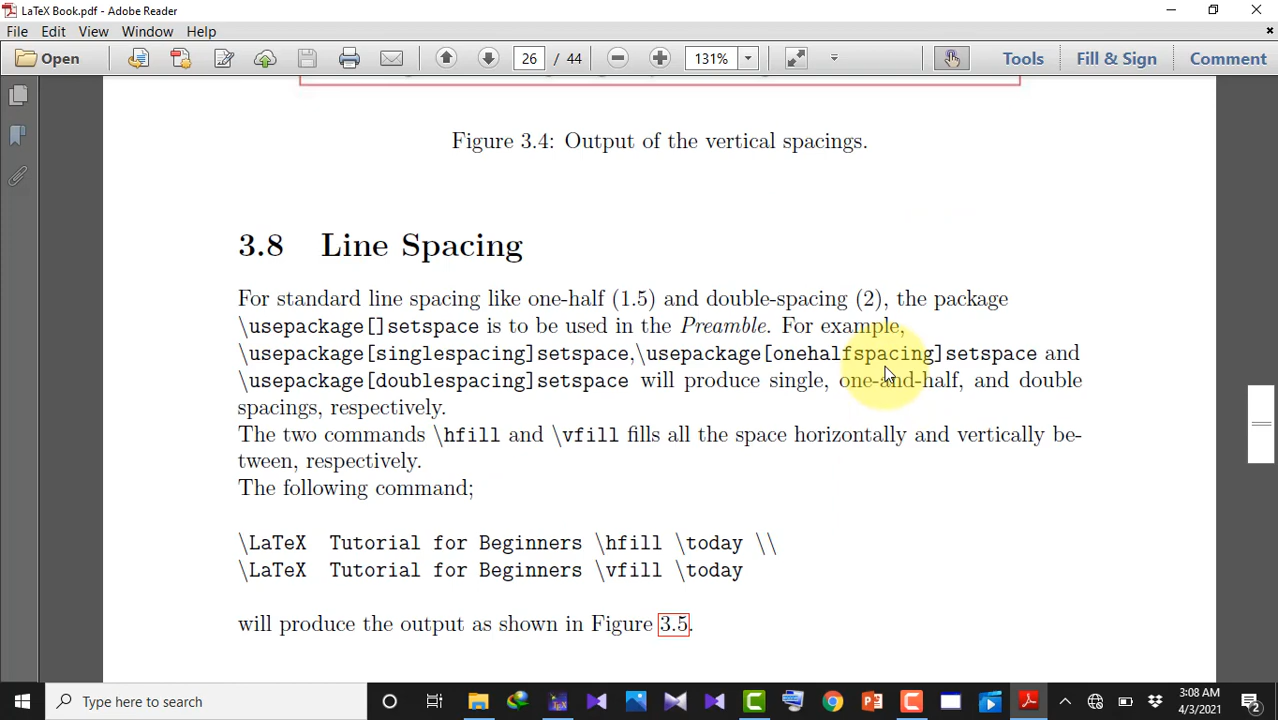 LaTeX Book.pdf - Adobe Reader
File Edit View Window Help
Open 26 / 44 131% Tools Fill & Sign Comment
Figure 3.4: Output of the vertical spacings.
3.8 Line Spacing
For standard line spacing like one-half (1.5) and double-spacing (2), the package
\usepackage[]setspace is to be used in the Preamble. For example,
\usepackage[singlespacing]setspace,\usepackage[onehalfspacing]setspace and
\usepackage[doublespacing]setspace will produce single, one-and-half, and double
spacings, respectively.
The two commands \hfill and \vfill fills all the space horizontally and vertically be-
tween, respectively.
The following command;
\LaTeX Tutorial for Beginners \hfill \today \\
\LaTeX Tutorial for Beginners \vfill \today
will produce the output as shown in Figure 3.5.
Type here to search
3:08 AM
4/3/2021
2